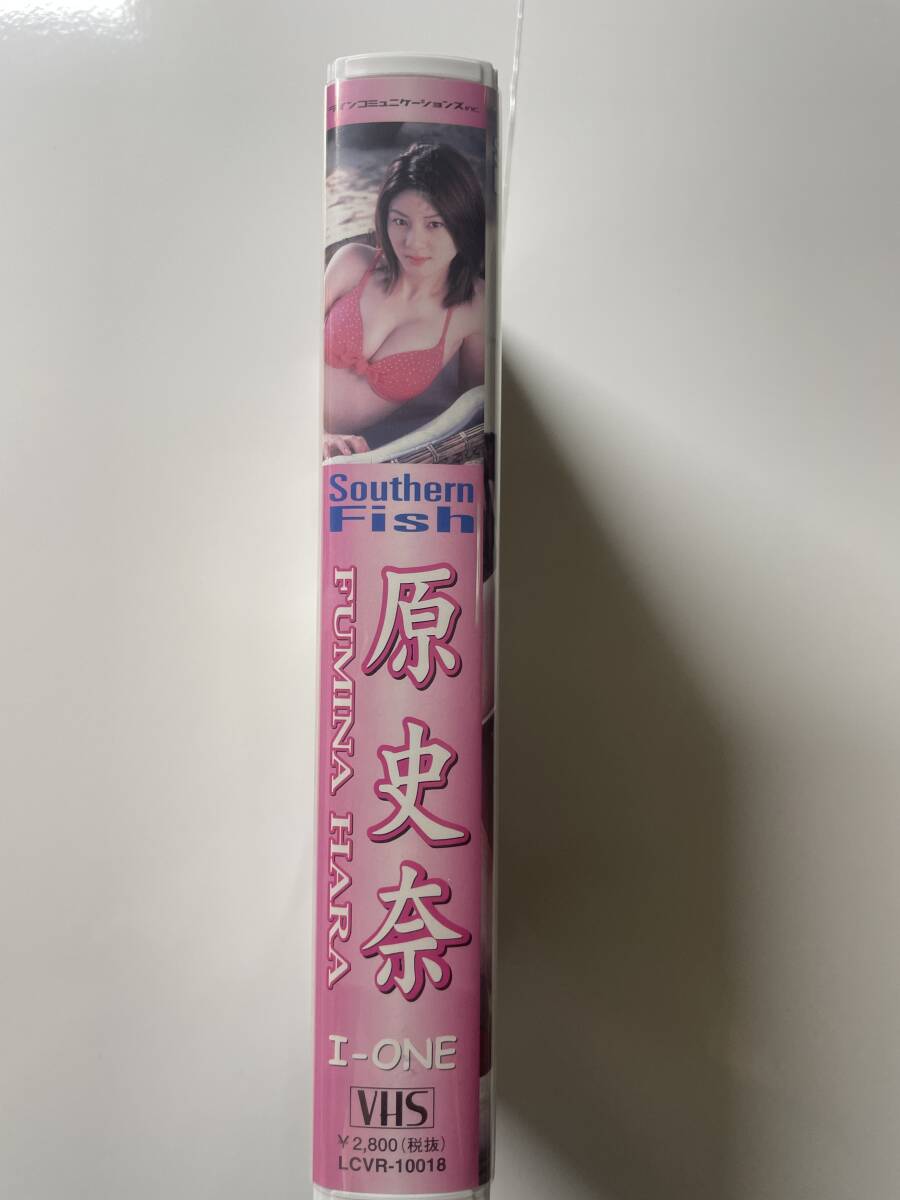 ラインコミュニケーションズinc.
Southern
Fish
原史奈
FUMINA HARA
I-ONE
VHS
¥2,800(税抜)
LCVR-10018